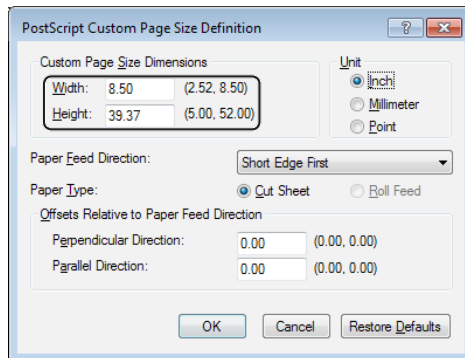 PostScript Custom Page Size Definition
Custom Page Size Dimensions
Width: 8.50 (2.52, 8.50)
Height: 39.37 (5.00, 52.00)
Unit
Inch
Millimeter
Point
Paper Feed Direction: Short Edge First
Paper Type: Cut Sheet Roll Feed
Offsets Relative to Paper Feed Direction
Perpendicular Direction: 0.00 (0.00, 0.00)
Parallel Direction: 0.00 (0.00, 0.00)
OK Cancel Restore Defaults